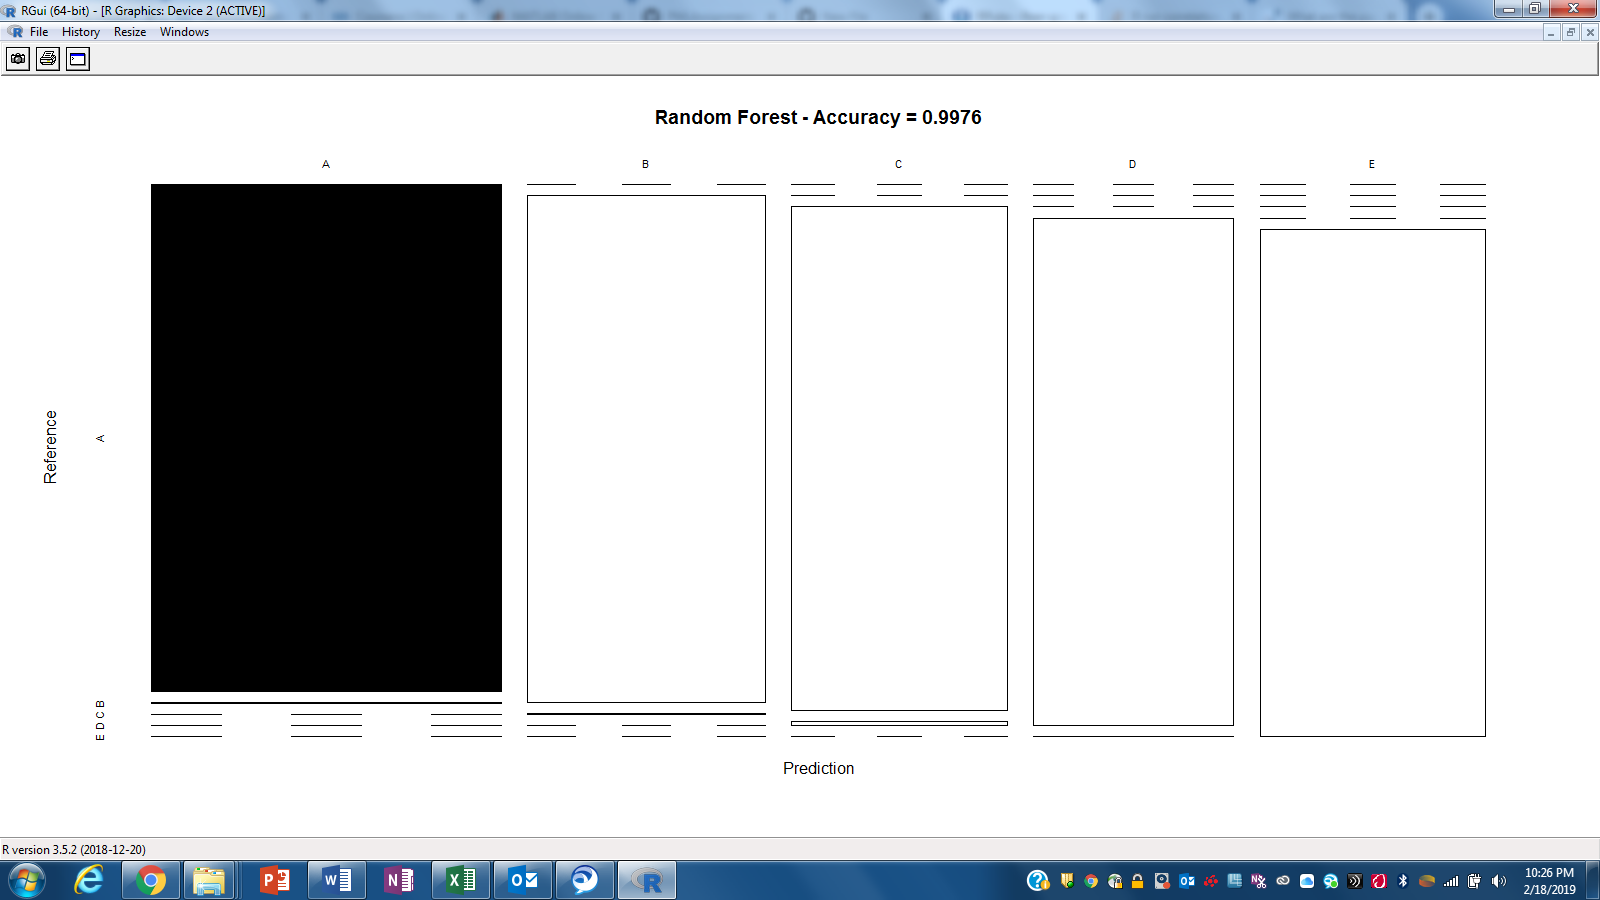 RGui (64-bit) - [R Graphics: Device 2 (ACTIVE)]
File History Resize Windows
Random Forest - Accuracy = 0.9976
A B C D E
Reference
A
B
C
D
E
Prediction
R version 3.5.2 (2018-12-20)
10:26 PM
2/18/2019